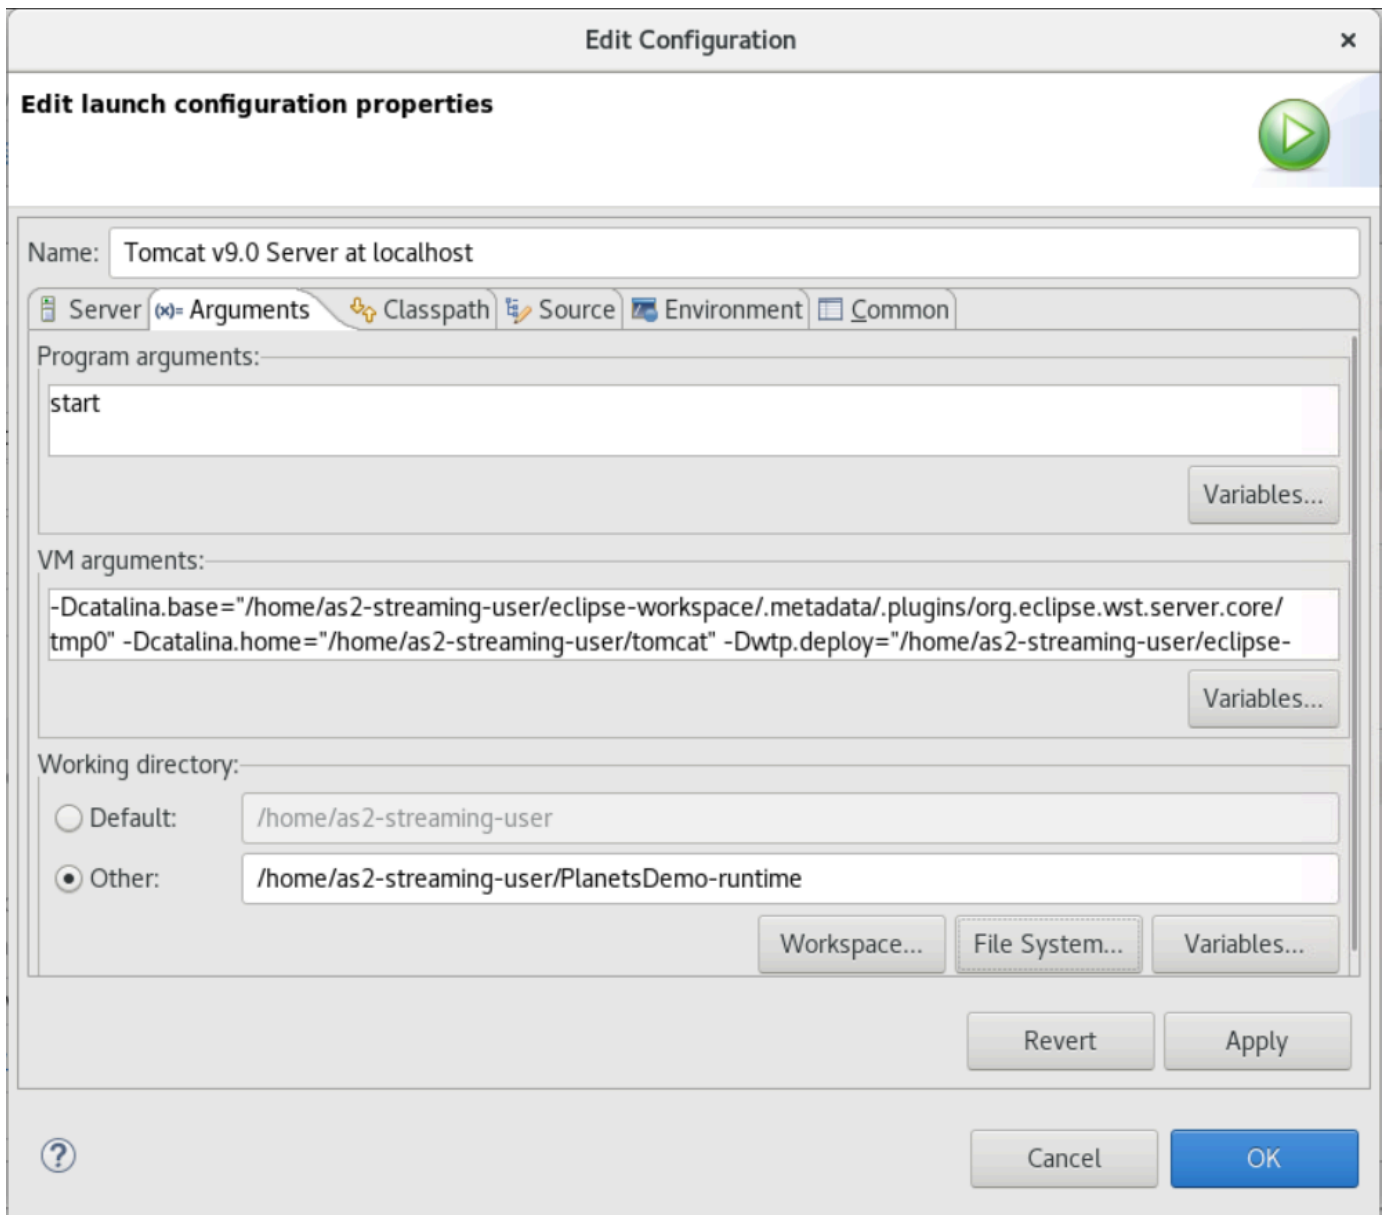 Edit Configuration
Edit launch configuration properties
Name: Tomcat v9.0 Server at localhost
Server (x)= Arguments Classpath Source Environment Common
Program arguments:
start
Variables...
VM arguments:
-Dcatalina.base="/home/as2-streaming-user/eclipse-workspace/.metadata/.plugins/org.eclipse.wst.server.core/
tmp0" -Dcatalina.home="/home/as2-streaming-user/tomcat" -Dwtp.deploy="/home/as2-streaming-user/eclipse-
Variables...
Working directory:
Default: /home/as2-streaming-user
Other: /home/as2-streaming-user/PlanetsDemo-runtime
Workspace... File System... Variables...
Revert Apply
? Cancel OK